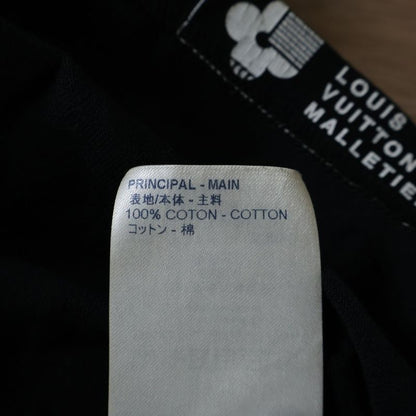 LOUIS
VUITTON
MALLETIE
PRINCIPAL - MAIN
表地/本体 - 主料
100% COTON - COTTON
コットン - 棉